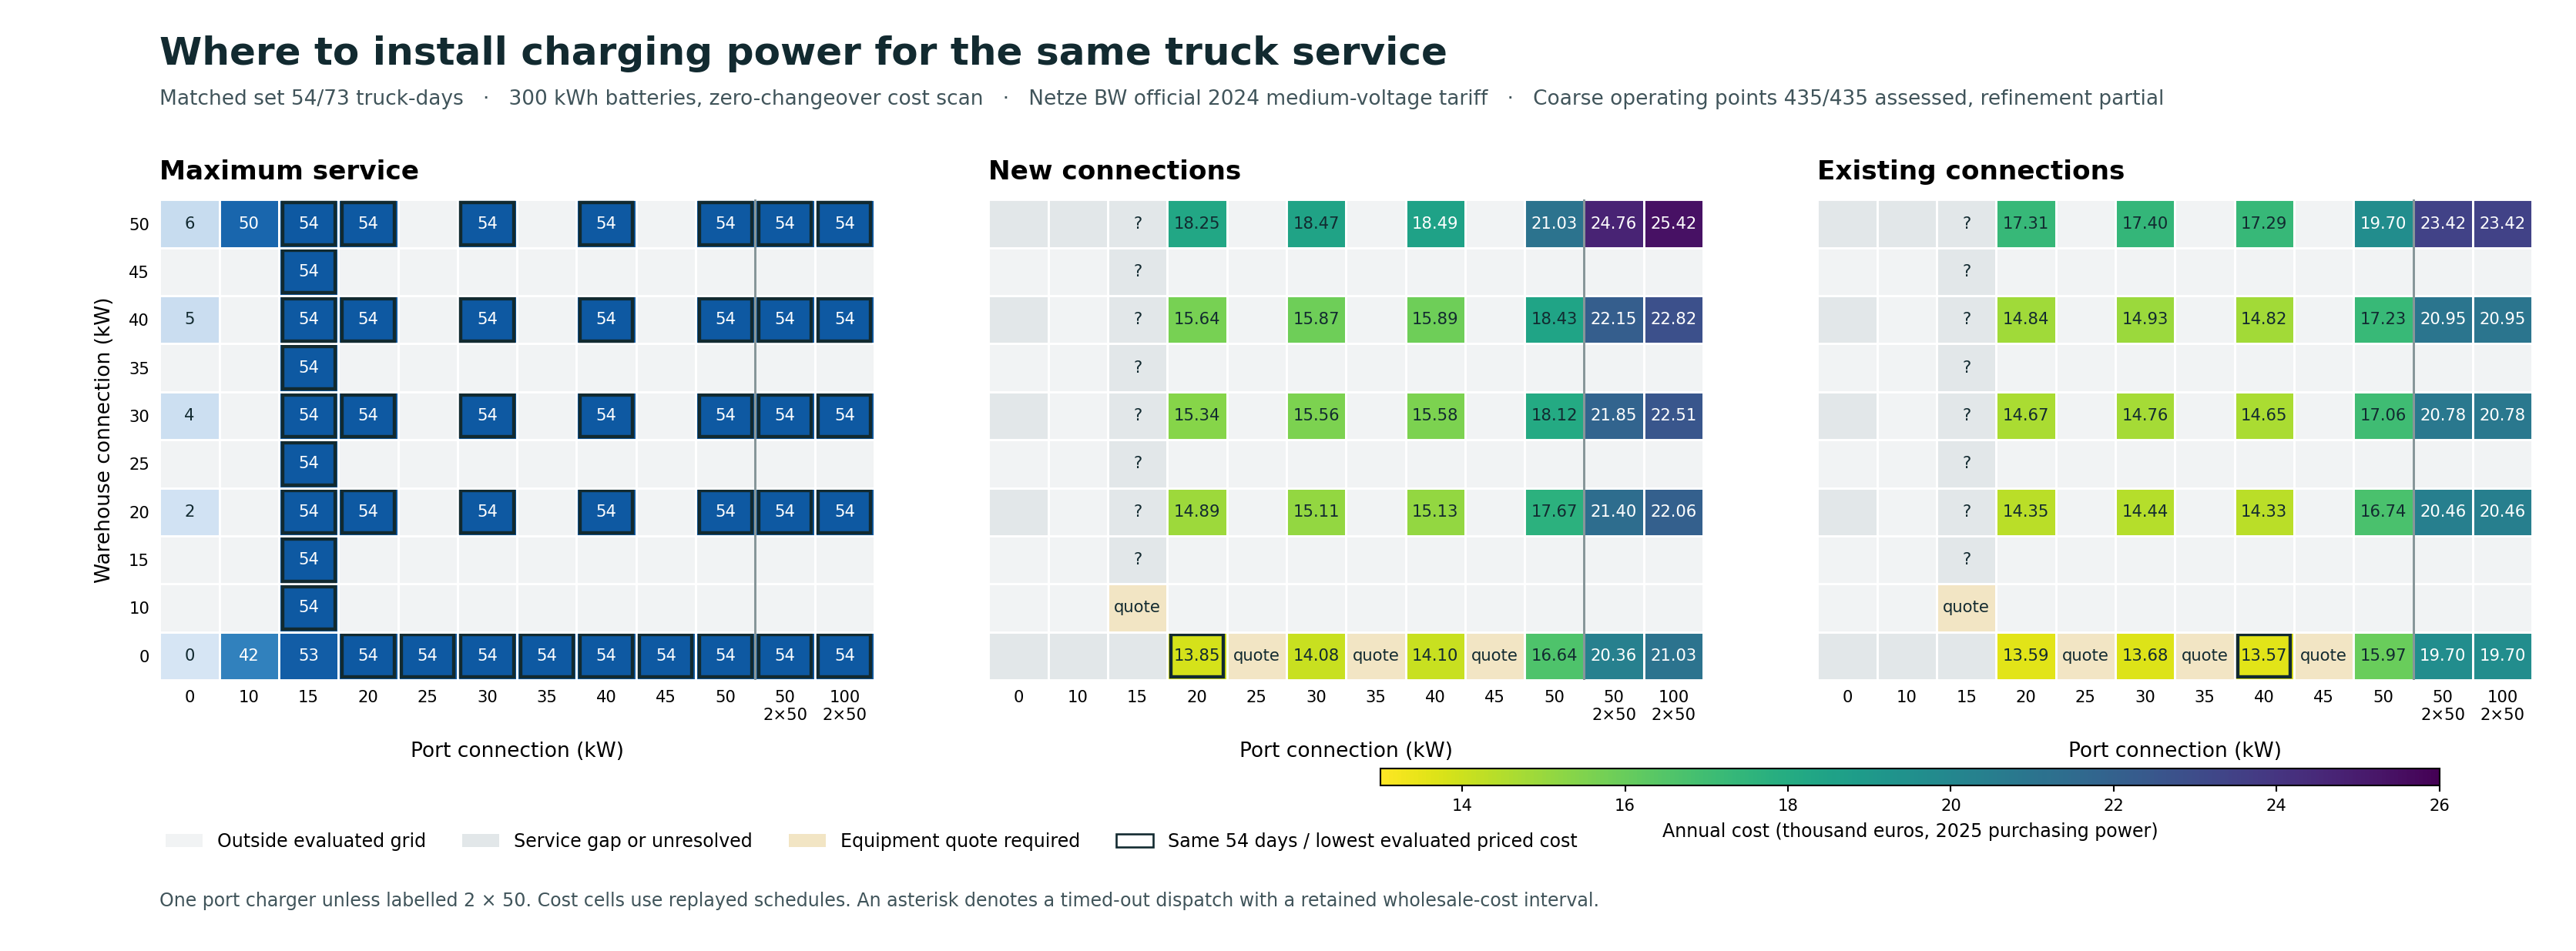 Where to install charging power for the same truck service
Matched set 54/73 truck-days · 300 kWh batteries, zero-changeover cost scan · Netze BW official 2024 medium-voltage tariff · Coarse operating points 435/435 assessed, refinement partial
Maximum service
Warehouse connection (kW)
50 6 50 54 54 54 54 54 54 54
45 54
40 5 54 54 54 54 54 54 54
35 54
30 4 54 54 54 54 54 54 54
25 54
20 2 54 54 54 54 54 54 54
15 54
10 54
0 0 42 53 54 54 54 54 54 54 54 54 54
0 10 15 20 25 30 35 40 45 50 50 100
2×50 2×50
Port connection (kW)
New connections
? 18.25 18.47 18.49 21.03 24.76 25.42
?
? 15.64 15.87 15.89 18.43 22.15 22.82
?
? 15.34 15.56 15.58 18.12 21.85 22.51
?
? 14.89 15.11 15.13 17.67 21.40 22.06
?
quote
13.85 quote 14.08 quote 14.10 quote 16.64 20.36 21.03
0 10 15 20 25 30 35 40 45 50 50 100
2×50 2×50
Port connection (kW)
Existing connections
? 17.31 17.40 17.29 19.70 23.42 23.42
?
? 14.84 14.93 14.82 17.23 20.95 20.95
?
? 14.67 14.76 14.65 17.06 20.78 20.78
?
? 14.35 14.44 14.33 16.74 20.46 20.46
?
quote
13.59 quote 13.68 quote 13.57 quote 15.97 19.70 19.70
0 10 15 20 25 30 35 40 45 50 50 100
2×50 2×50
Port connection (kW)
14 16 18 20 22 24 26
Annual cost (thousand euros, 2025 purchasing power)
Outside evaluated grid
Service gap or unresolved
Equipment quote required
Same 54 days / lowest evaluated priced cost
One port charger unless labelled 2 × 50. Cost cells use replayed schedules. An asterisk denotes a timed-out dispatch with a retained wholesale-cost interval.